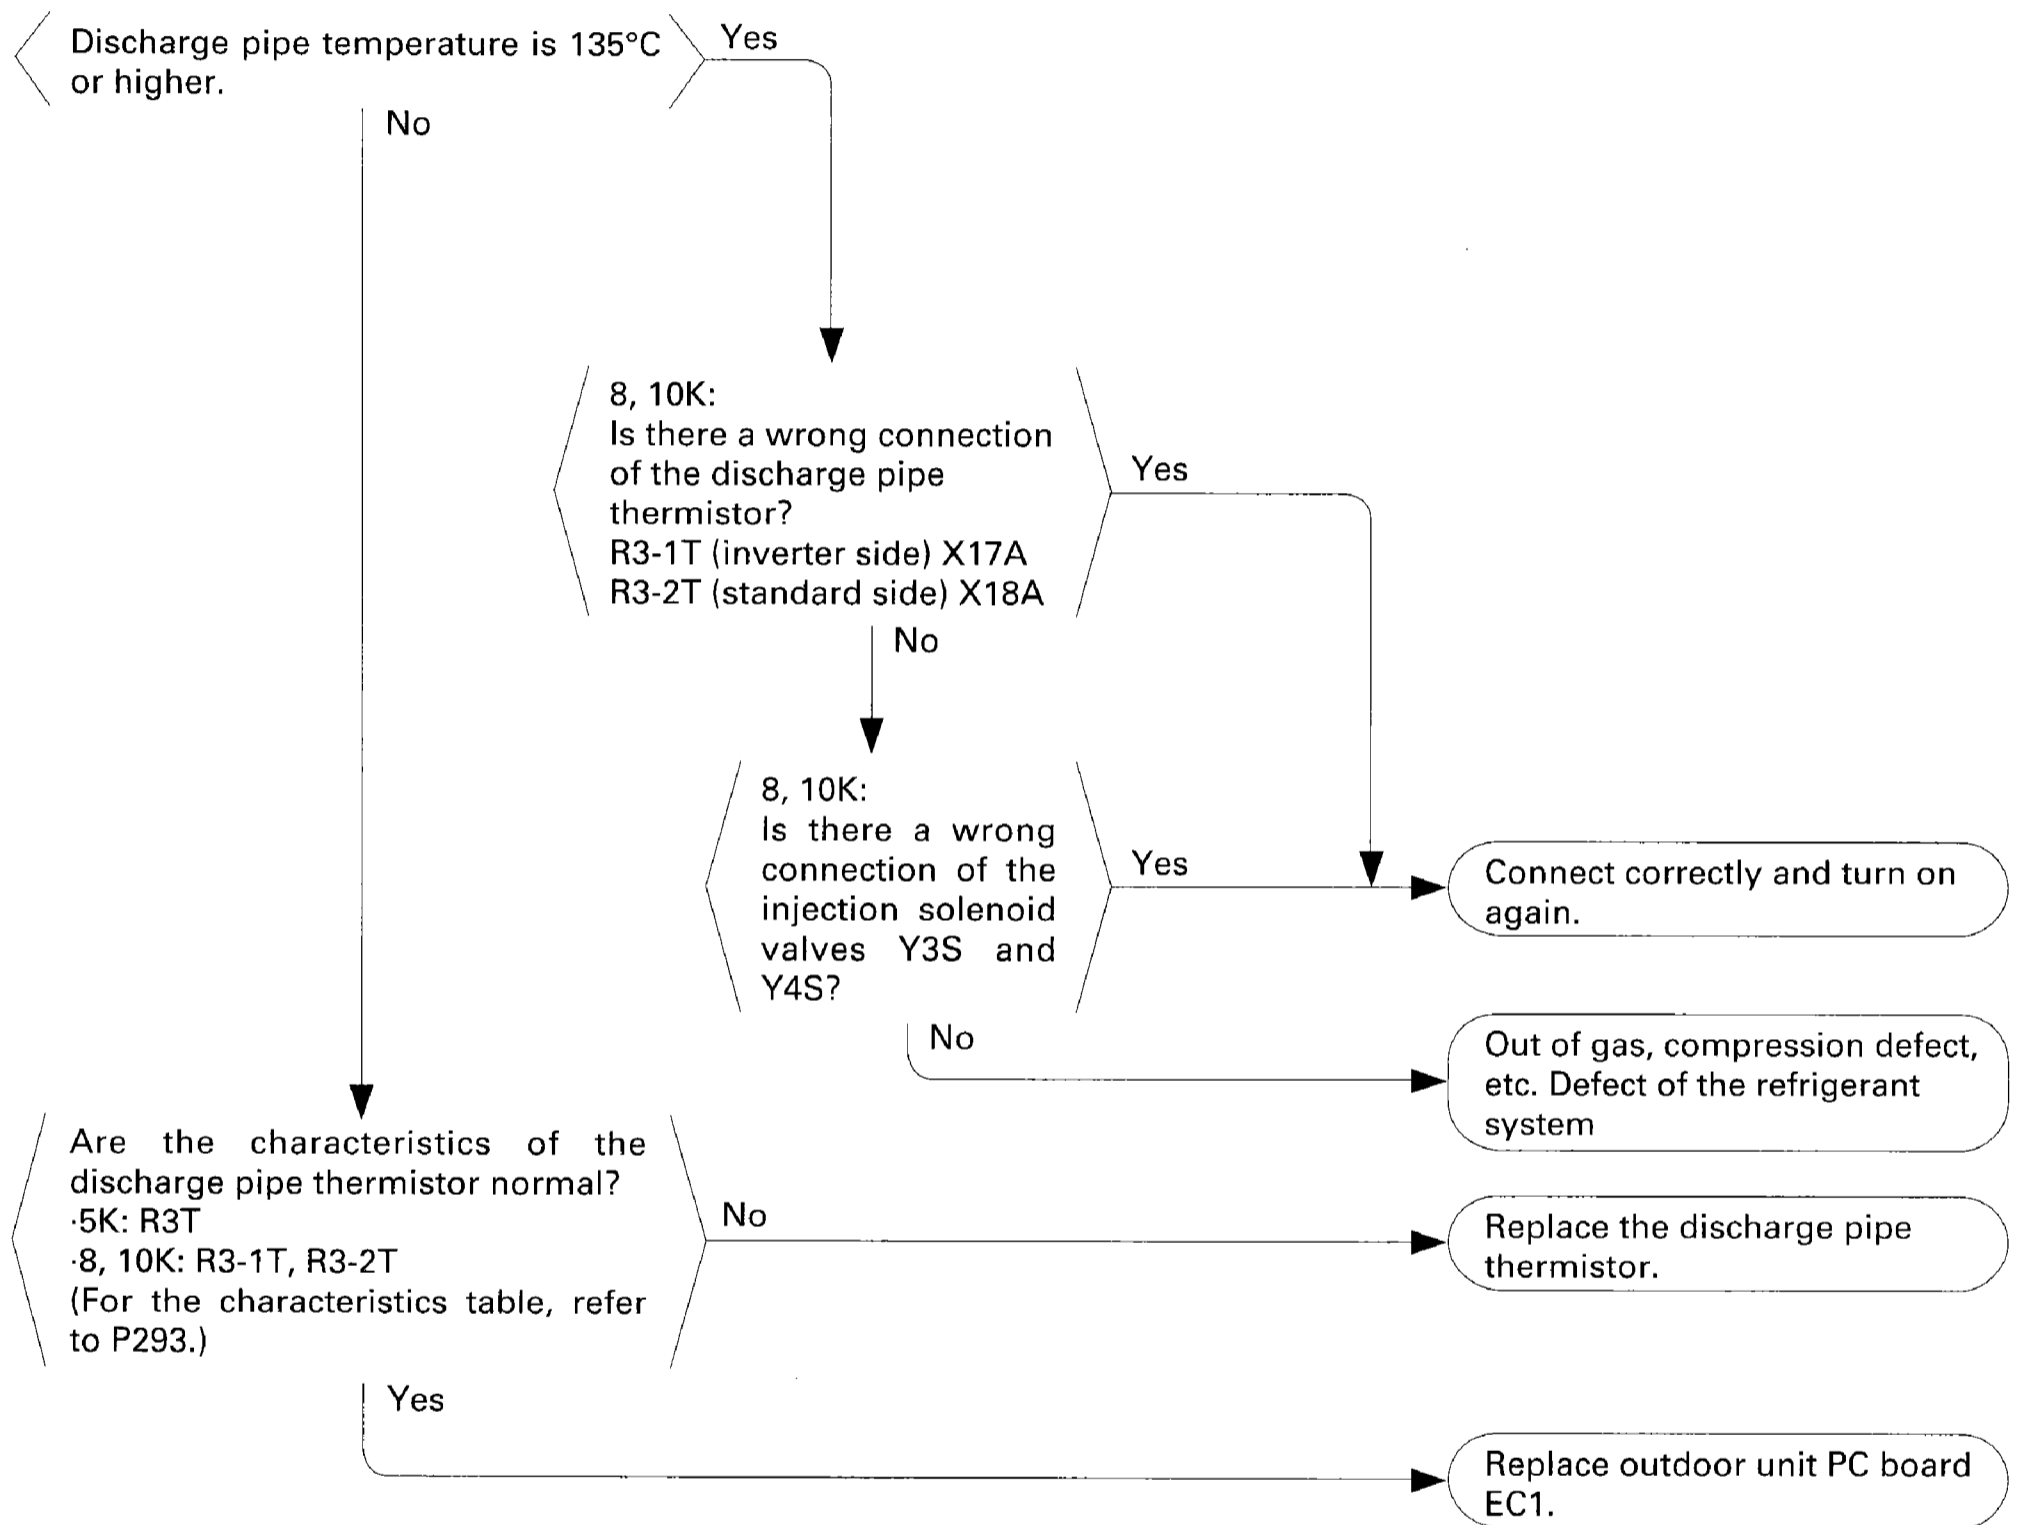 Discharge pipe temperature is 135°C
or higher.
Yes
No
8, 10K:
Is there a wrong connection
of the discharge pipe
thermistor?
R3-1T (inverter side) X17A
R3-2T (standard side) X18A
Yes
No
8, 10K:
Is there a wrong
connection of the
injection solenoid
valves Y3S and
Y4S?
Yes
Connect correctly and turn on
again.
No
Out of gas, compression defect,
etc. Defect of the refrigerant
system
Are the characteristics of the
discharge pipe thermistor normal?
·5K: R3T
·8, 10K: R3-1T, R3-2T
(For the characteristics table, refer
to P293.)
No
Replace the discharge pipe
thermistor.
Yes
Replace outdoor unit PC board
EC1.